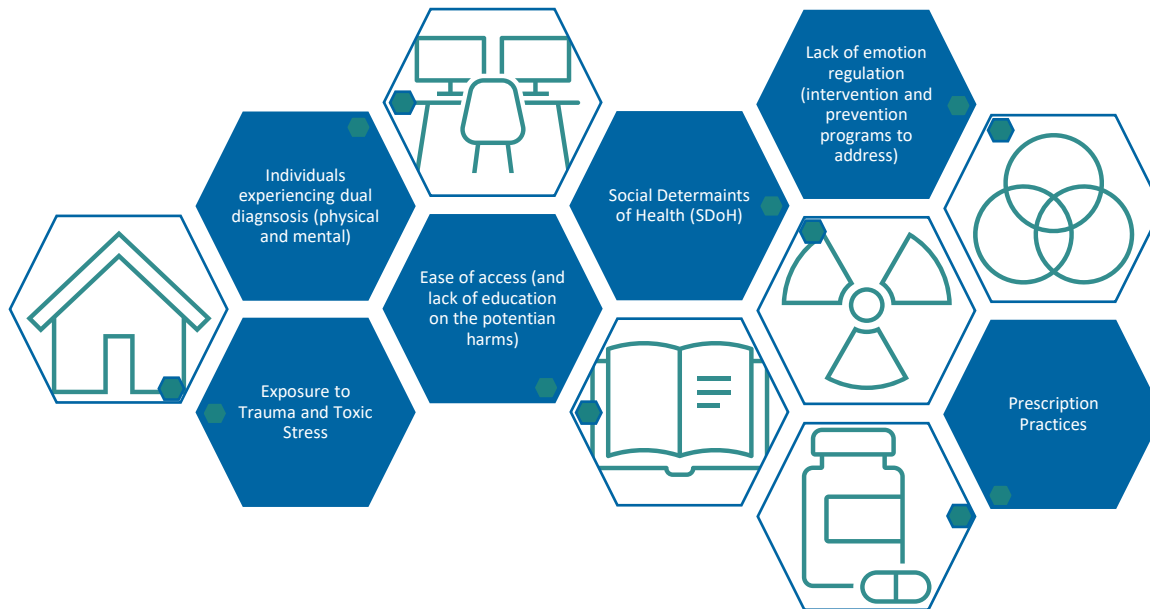 Individuals
experiencing dual
diagnsosis (physical
and mental)
Exposure to
Trauma and Toxic
Stress
Ease of access (and
lack of education
on the potentian
harms)
Social Determaints
of Health (SDoH)
Lack of emotion
regulation
(intervention and
prevention
programs to
address)
Prescription
Practices